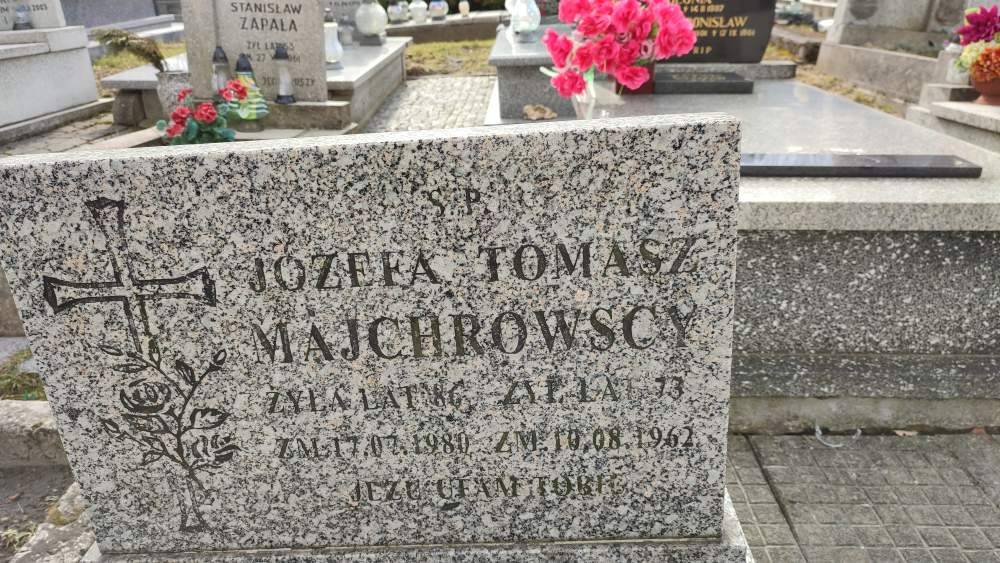 STANISŁAW
ZAPAŁA
RIP
Ś.P.
JÓZEFA TOMASZ
MAJCHROWSCY
ŻYŁA LAT 86 ŻYŁ LAT 73
ZM.17.07.1980 ZM.10.08.1962
JEZU UFAM TOBIE